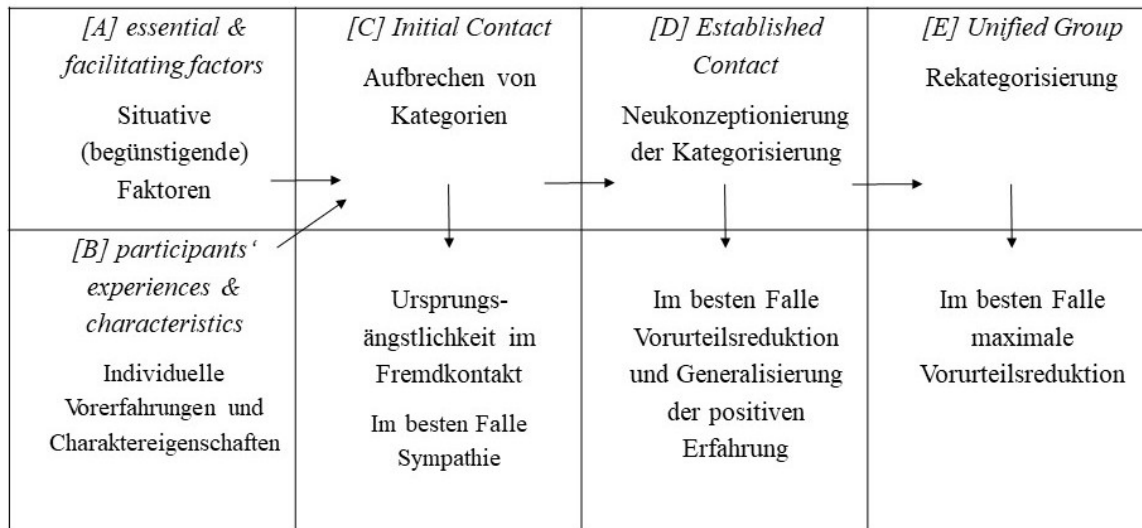 [A] essential &
facilitating factors
Situative
(begünstigende)
Faktoren
[B] participants‘
experiences &
characteristics
Individuelle
Vorerfahrungen und
Charaktereigenschaften
[C] Initial Contact
Aufbrechen von
Kategorien
Ursprungs-
ängstlichkeit im
Fremdkontakt
Im besten Falle
Sympathie
[D] Established
Contact
Neukonzeptionierung
der Kategorisierung
Im besten Falle
Vorurteilsreduktion
und Generalisierung
der positiven
Erfahrung
[E] Unified Group
Rekategorisierung
Im besten Falle
maximale
Vorurteilsreduktion